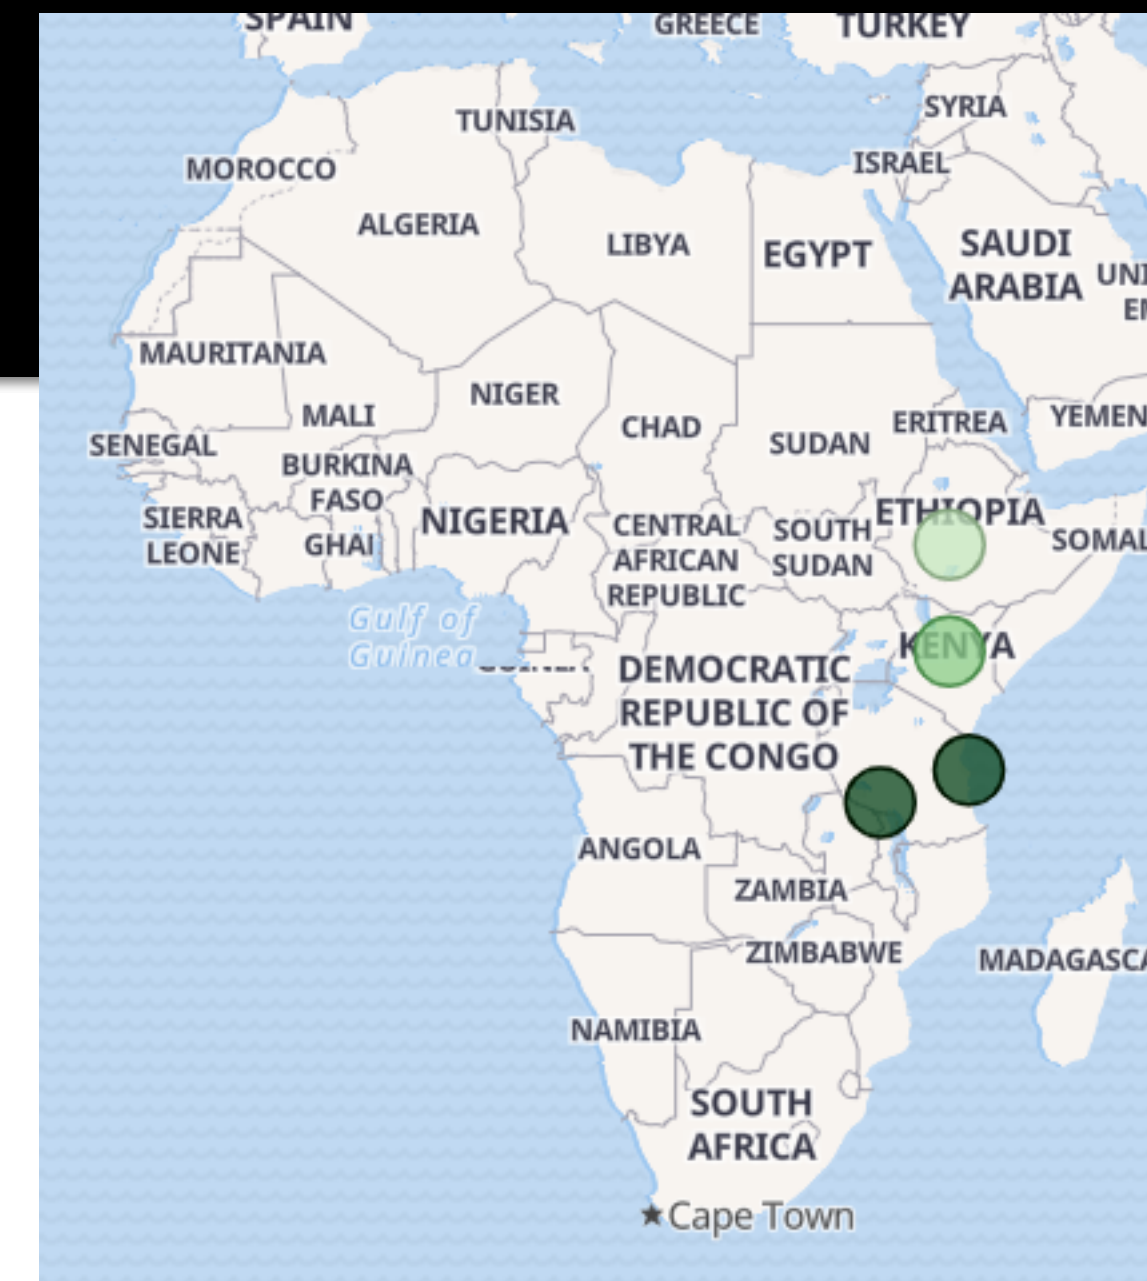 SPAIN
GREECE
TURKEY
SYRIA
TUNISIA
ISRAEL
MOROCCO
ALGERIA
LIBYA
EGYPT
SAUDI
ARABIA
UNI
EM
MAURITANIA
NIGER
MALI
CHAD
ERITREA
YEMEN
SENEGAL
SUDAN
BURKINA
FASO
SIERRA
LEONE
GHA
NIGERIA
CENTRAL
AFRICAN
REPUBLIC
SOUTH
SUDAN
ETHIOPIA
SOMAL
Gulf of
Guinea
KENYA
DEMOCRATIC
REPUBLIC OF
THE CONGO
ANGOLA
ZAMBIA
ZIMBABWE
MADAGASCA
NAMIBIA
SOUTH
AFRICA
Cape Town